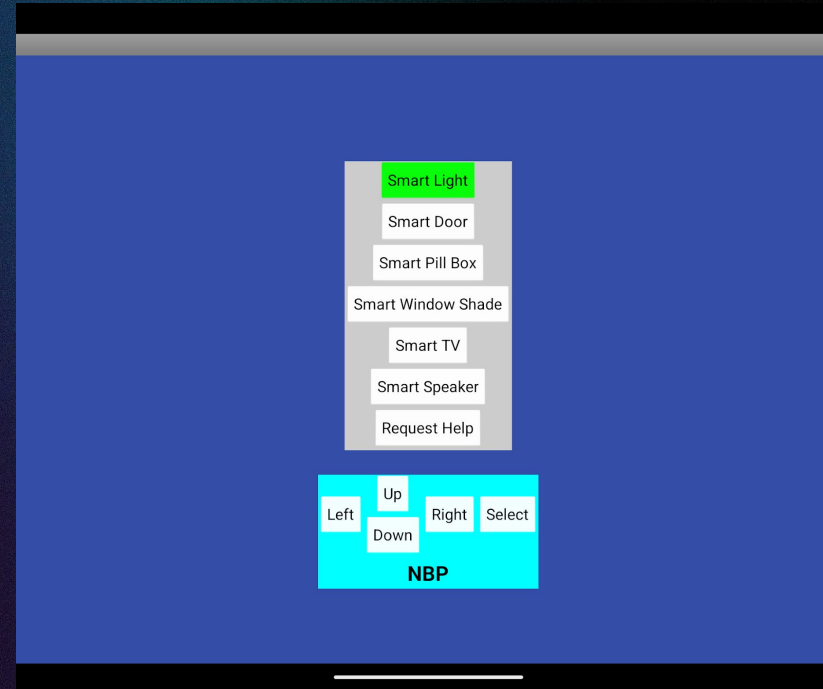 Smart Light
Smart Door
Smart Pill Box
Smart Window Shade
Smart TV
Smart Speaker
Request Help
Up
Left
Right
Select
Down
NBP